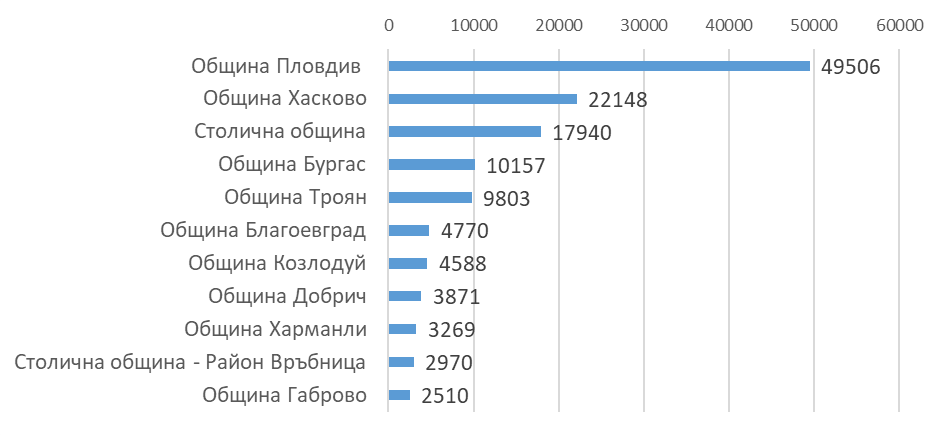 0 10000 20000 30000 40000 50000 60000
Община Пловдив 49506
Община Хасково 22148
Столична община 17940
Община Бургас 10157
Община Троян 9803
Община Благоевград 4770
Община Козлодуй 4588
Община Добрич 3871
Община Харманли 3269
Столична община - Район Връбница 2970
Община Габрово 2510